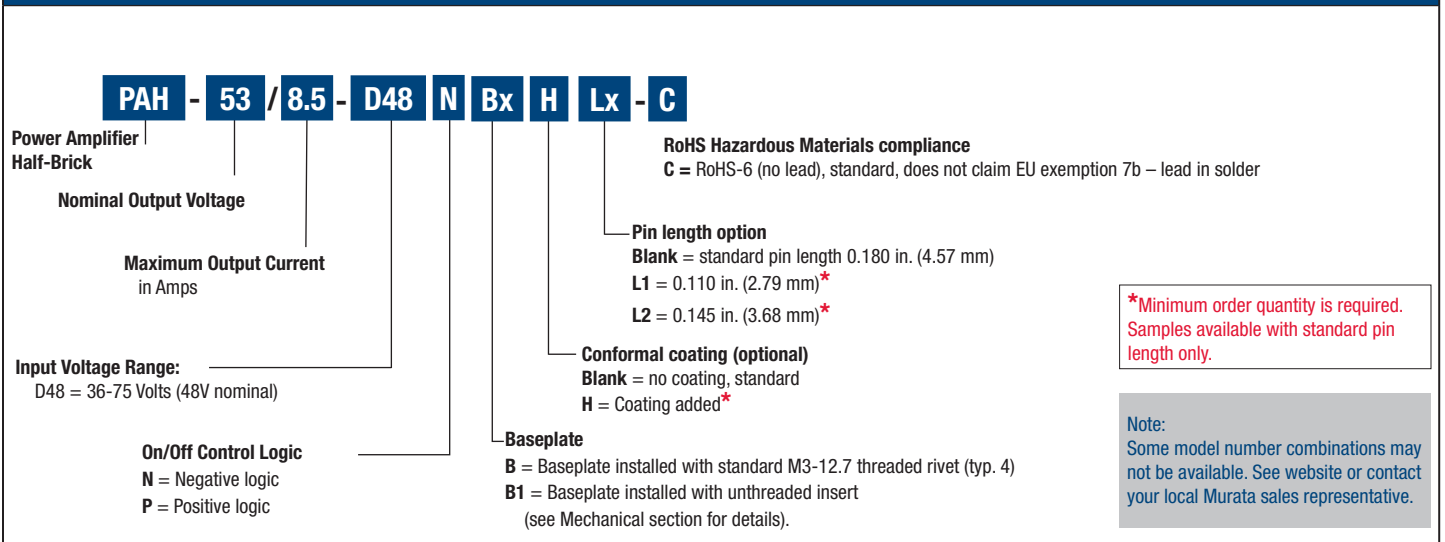 PAH - 53 / 8.5 - D48 N Bx H Lx - C
Power Amplifier
Half-Brick
Nominal Output Voltage
Maximum Output Current
in Amps
Input Voltage Range:
D48 = 36-75 Volts (48V nominal)
On/Off Control Logic
N = Negative logic
P = Positive logic
Baseplate
B = Baseplate installed with standard M3-12.7 threaded rivet (typ. 4)
B1 = Baseplate installed with unthreaded insert
(see Mechanical section for details).
Conformal coating (optional)
Blank = no coating, standard
H = Coating added*
Pin length option
Blank = standard pin length 0.180 in. (4.57 mm)
L1 = 0.110 in. (2.79 mm)*
L2 = 0.145 in. (3.68 mm)*
RoHS Hazardous Materials compliance
C = RoHS-6 (no lead), standard, does not claim EU exemption 7b – lead in solder
*Minimum order quantity is required.
Samples available with standard pin
length only.
Note:
Some model number combinations may
not be available. See website or contact
your local Murata sales representative.